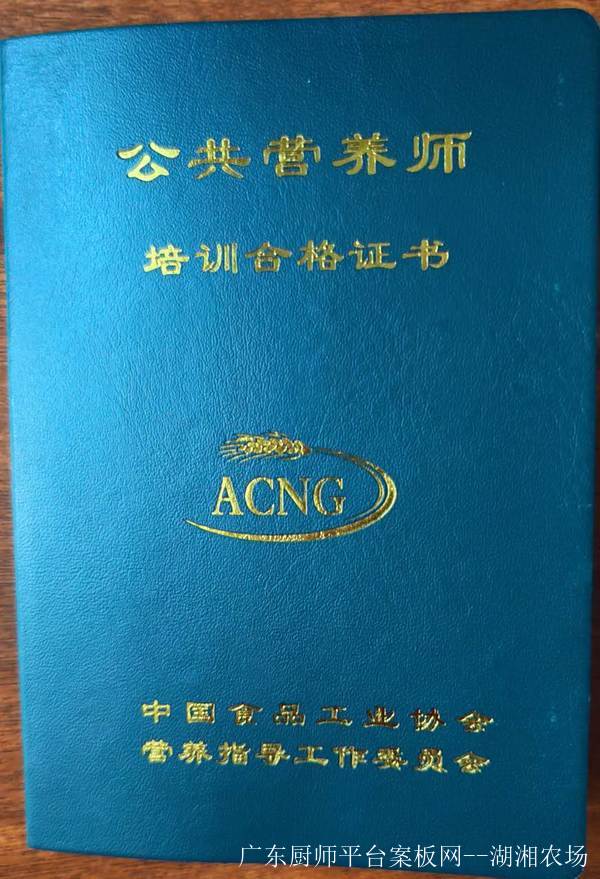 公共营养师
培训合格证书
ACNG
中国食品工业协会
营养指导工作委员会
广东厨师平台案板网--湖湘农场